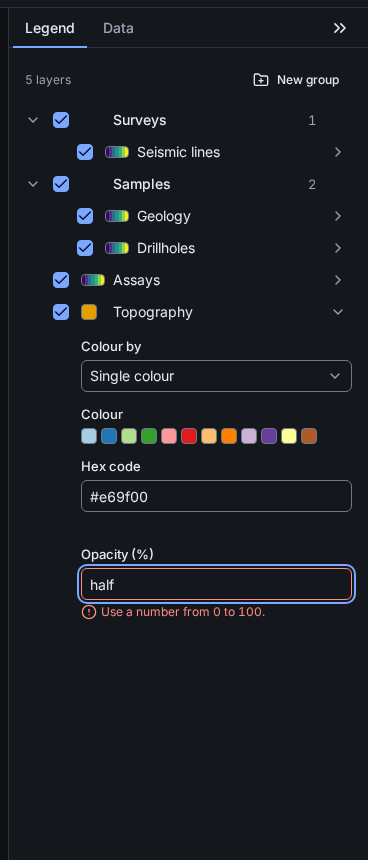 Legend
Data
5 layers
New group
Surveys
1
Seismic lines
Samples
2
Geology
Drillholes
Assays
Topography
Colour by
Single colour
Colour
Hex code
#e69f00
Opacity (%)
half
Use a number from 0 to 100.